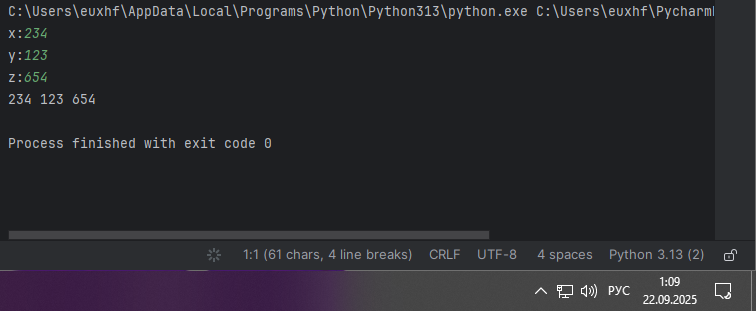 C:\Users\euxhf\AppData\Local\Programs\Python\Python313\python.exe C:\Users\euxhf\Pycharm
x:234
y:123
z:654
234 123 654
Process finished with exit code 0
1:1 (61 chars, 4 line breaks) CRLF UTF-8 4 spaces Python 3.13 (2)
РУС 1:09
22.09.2025